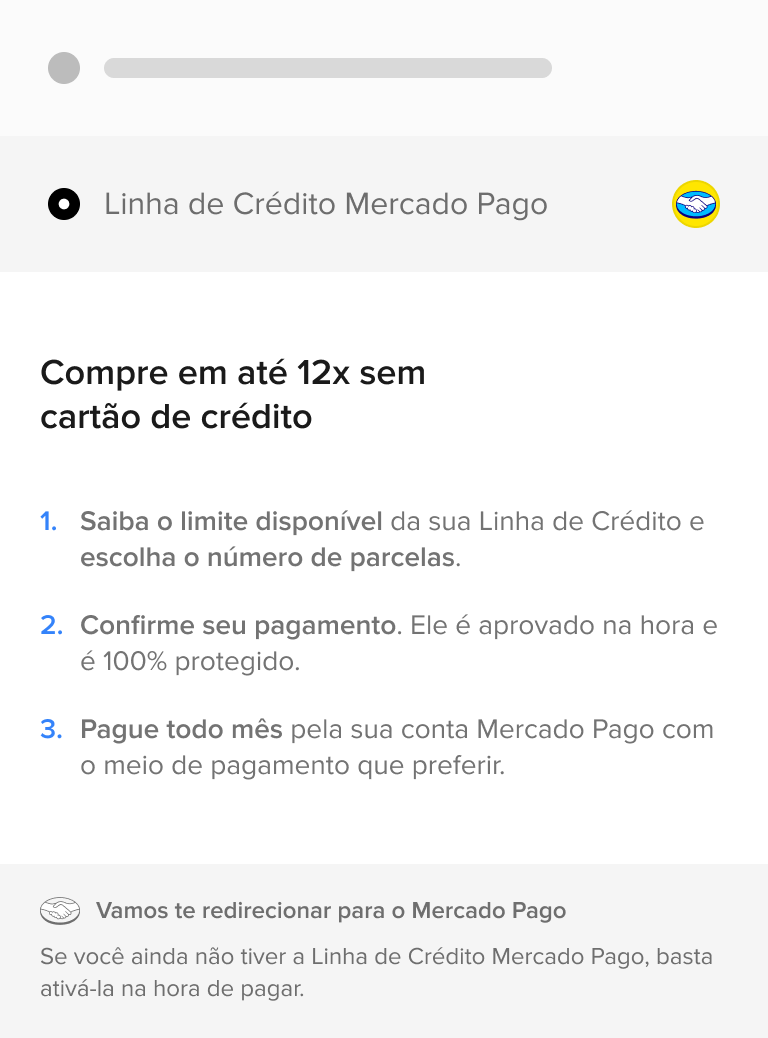 Linha de Crédito Mercado Pago
Compre em até 12x sem
cartão de crédito
1. Saiba o limite disponível da sua Linha de Crédito e
escolha o número de parcelas.
2. Confirme seu pagamento. Ele é aprovado na hora e
é 100% protegido.
3. Pague todo mês pela sua conta Mercado Pago com
o meio de pagamento que preferir.
Vamos te redirecionar para o Mercado Pago
Se você ainda não tiver a Linha de Crédito Mercado Pago, basta
ativá-la na hora de pagar.